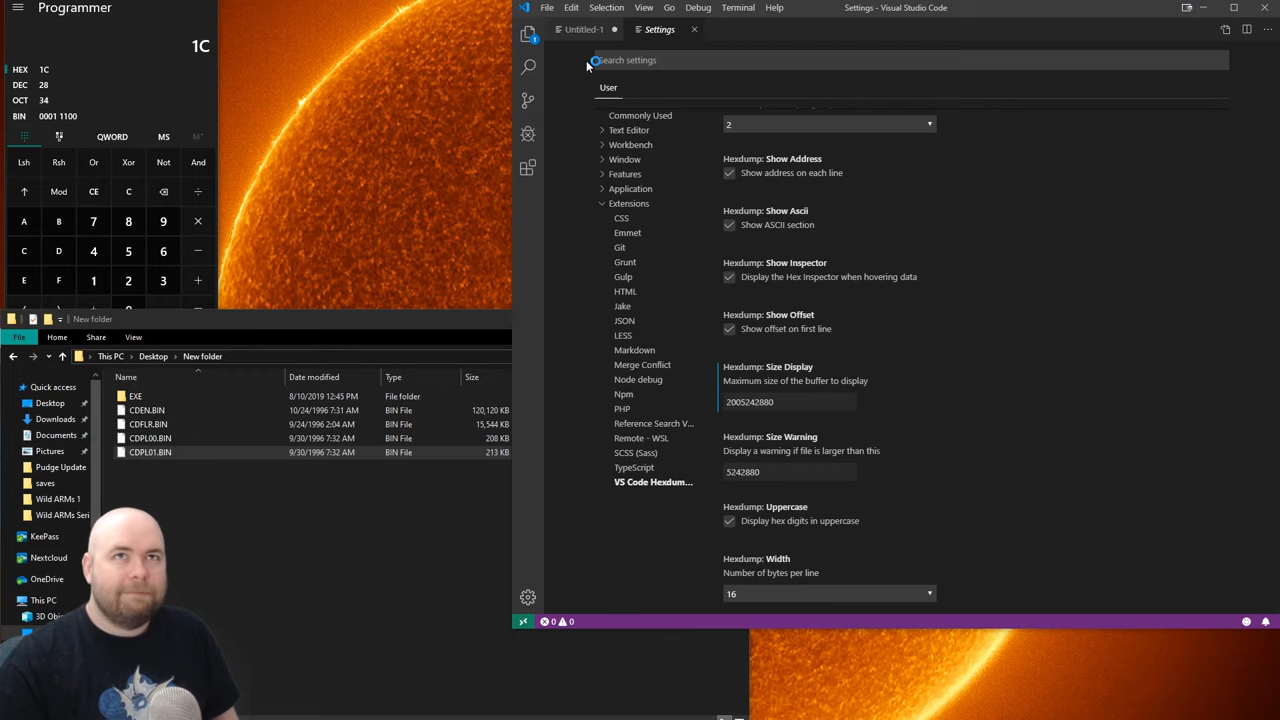 Programmer
1C
HEX 1C
DEC 28
OCT 34
BIN 0001 1100
QWORD MS
Lsh Rsh Or Xor Not And
Mod CE C ÷
A B 7 8 9 ×
C D 4 5 6 −
E F 1 2 3 +
New folder
File Home Share View
This PC > Desktop > New folder
Name Date modified Type Size
Quick access
Desktop
Downloads
Documents
Pictures
Pudge Update
saves
Wild ARMs 1
Wild ARMs Seri
KeePass
Nextcloud
OneDrive
This PC
3D Obje
EXE 8/10/2019 12:45 PM File folder
CDEN.BIN 10/24/1996 7:31 AM BIN File 120,120 KB
CDFLR.BIN 9/24/1996 2:04 AM BIN File 15,544 KB
CDPL00.BIN 9/30/1996 7:32 AM BIN File 208 KB
CDPL01.BIN 9/30/1996 7:32 AM BIN File 213 KB
File Edit Selection View Go Debug Terminal Help Settings - Visual Studio Code
Untitled-1 Settings
1
Search settings
User
Commonly Used
Text Editor
Workbench
Window
Features
Application
Extensions
CSS
Emmet
Git
Grunt
Gulp
HTML
Jake
JSON
LESS
Markdown
Merge Conflict
Node debug
Npm
PHP
Reference Search V...
Remote - WSL
SCSS (Sass)
TypeScript
VS Code Hexdum...
2
Hexdump: Show Address
Show address on each line
Hexdump: Show Ascii
Show ASCII section
Hexdump: Show Inspector
Display the Hex Inspector when hovering data
Hexdump: Show Offset
Show offset on first line
Hexdump: Size Display
Maximum size of the buffer to display
2005242880
Hexdump: Size Warning
Display a warning if file is larger than this
5242880
Hexdump: Uppercase
Display hex digits in uppercase
Hexdump: Width
Number of bytes per line
16
0 0